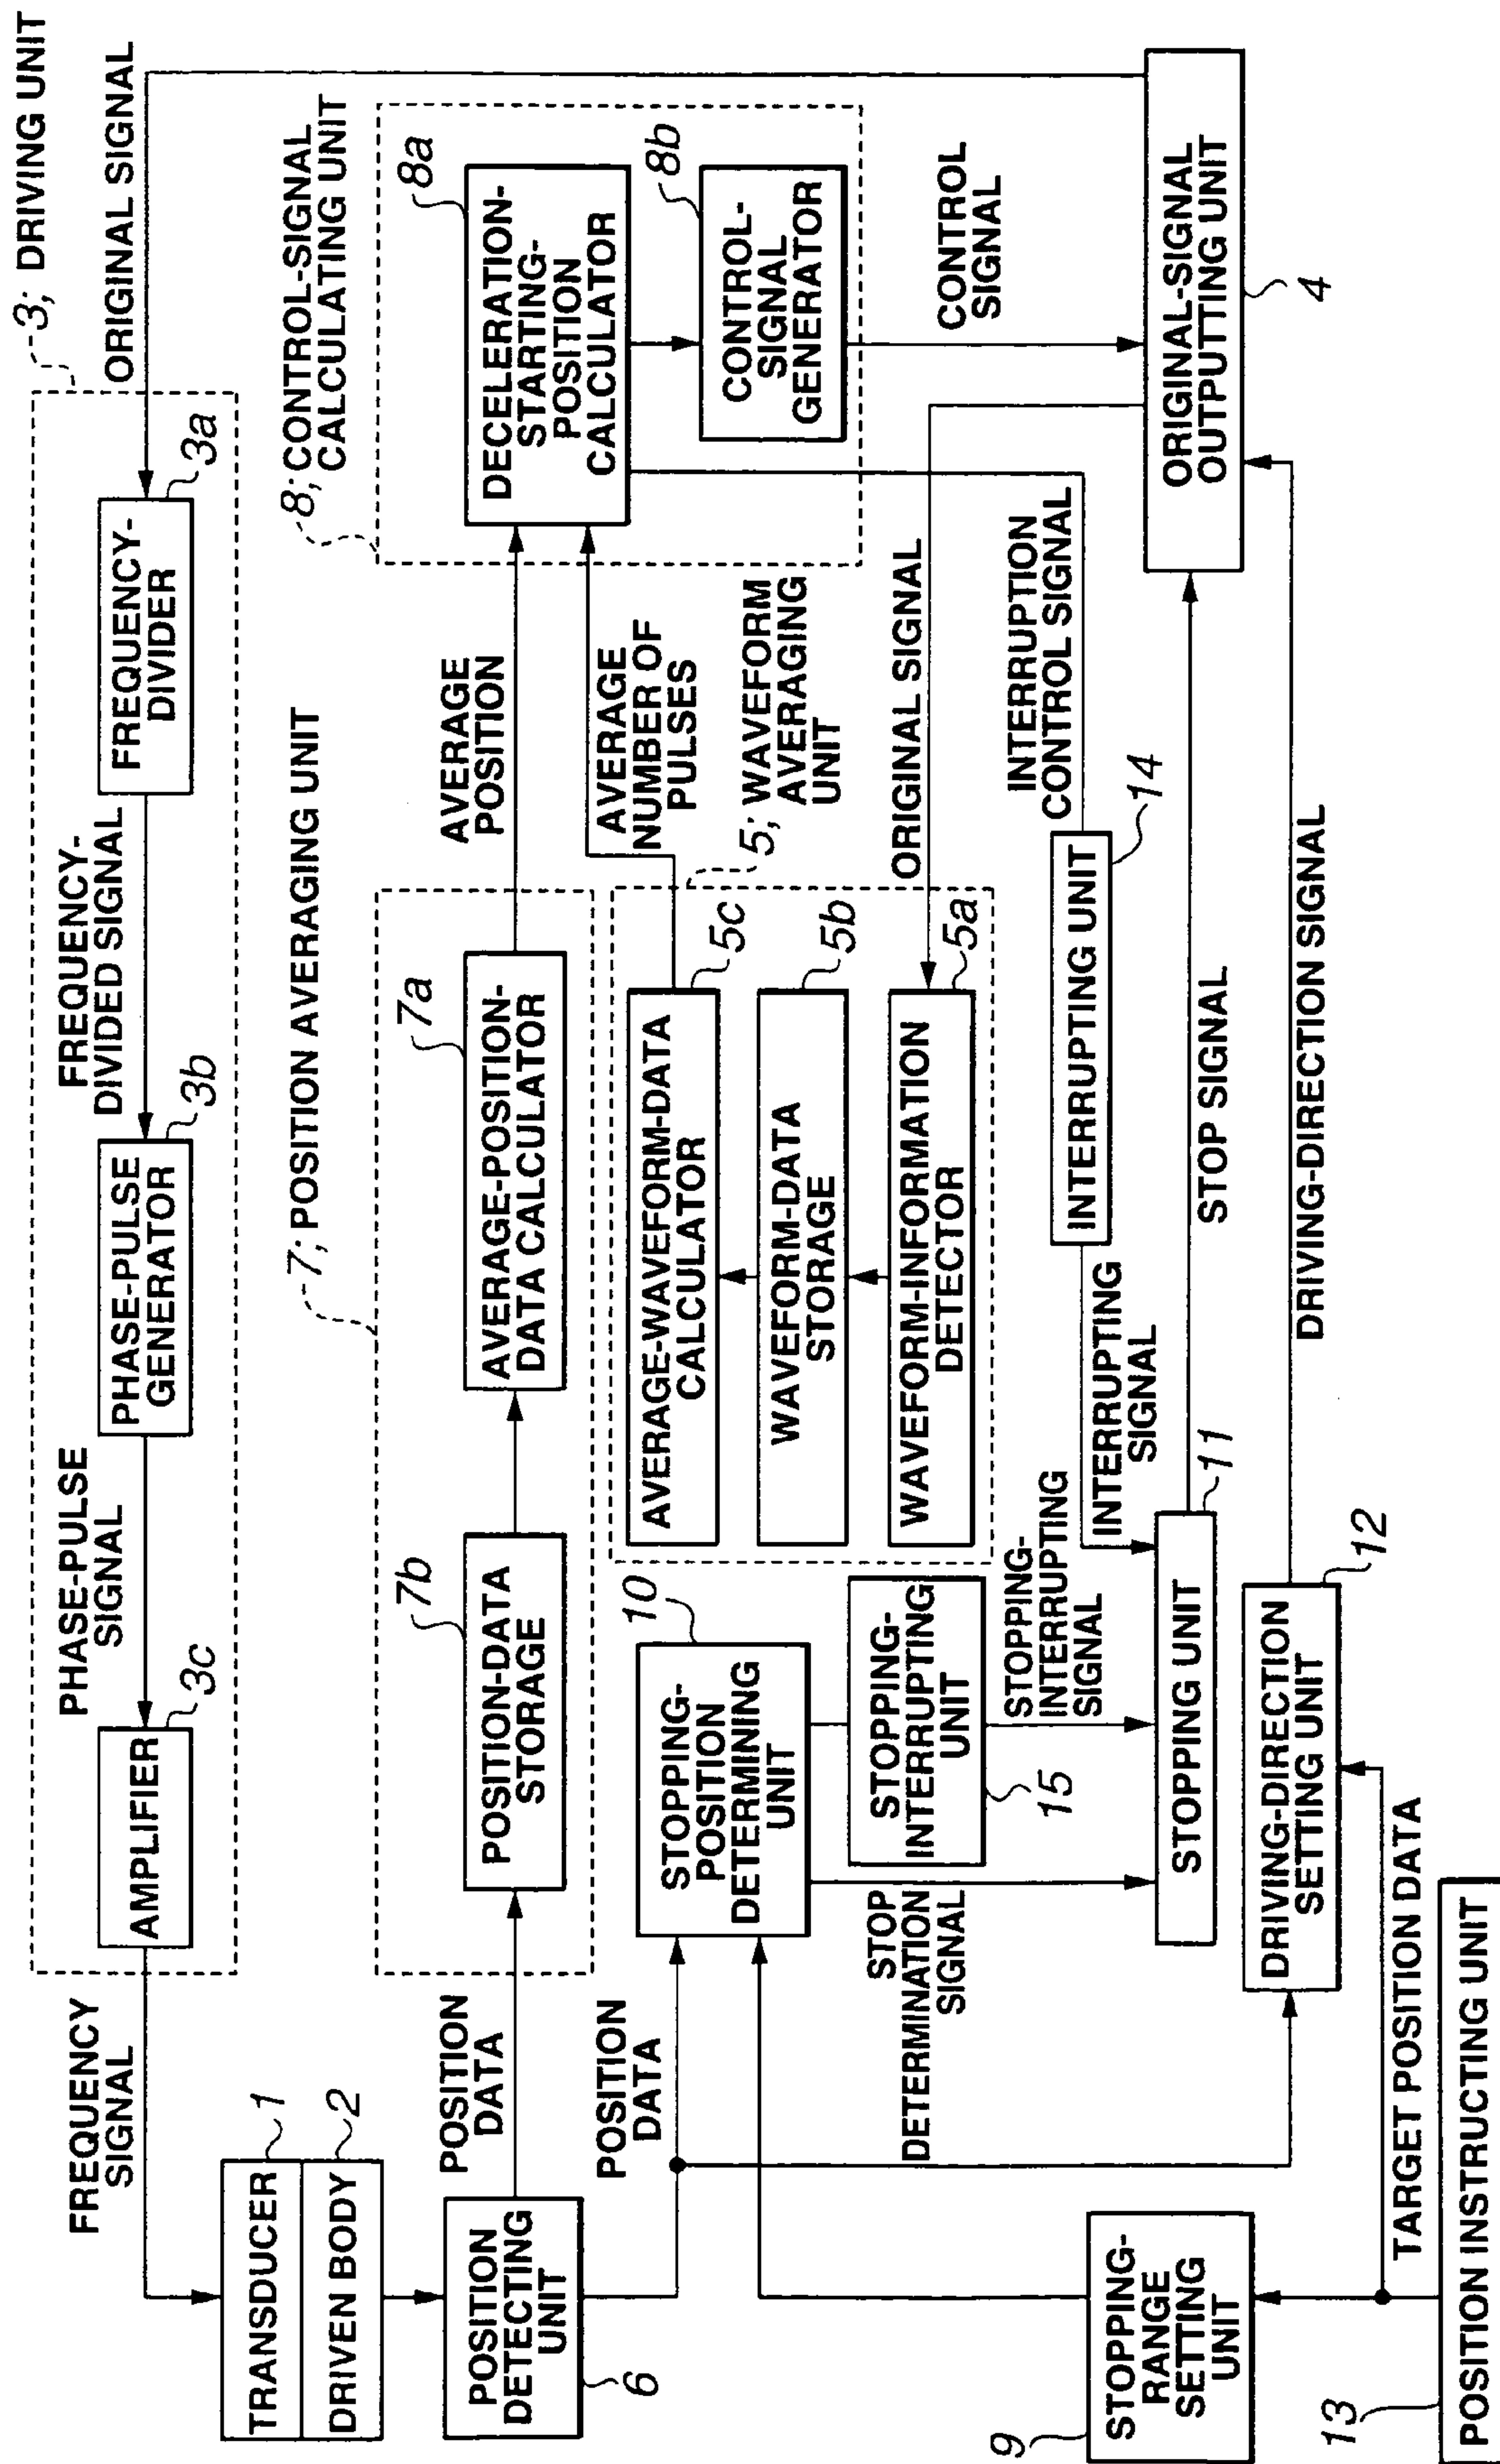 3; DRIVING UNIT
ORIGINAL SIGNAL
3a
FREQUENCY-
DIVIDER
FREQUENCY-
DIVIDED SIGNAL
3b
PHASE-PULSE
GENERATOR
PHASE-PULSE
SIGNAL
3c
AMPLIFIER
FREQUENCY
SIGNAL
TRANSDUCER
1
DRIVEN BODY
2
8; CONTROL-SIGNAL
CALCULATING UNIT
8a
DECELERATION-
STARTING-
POSITION
CALCULATOR
8b
CONTROL-
SIGNAL
GENERATOR
CONTROL
SIGNAL
7; POSITION AVERAGING UNIT
AVERAGE
POSITION
7a
AVERAGE-POSITION-
DATA CALCULATOR
7b
POSITION-DATA
STORAGE
POSITION
DATA
POSITION
DETECTING
UNIT
6
AVERAGE
NUMBER OF
PULSES
5; WAVEFORM
AVERAGING
UNIT
5c
AVERAGE-WAVEFORM-DATA
CALCULATOR
5b
WAVEFORM-DATA
STORAGE
5a
WAVEFORM-INFORMATION
DETECTOR
ORIGINAL SIGNAL
POSITION
DATA
10
STOPPING-
POSITION
DETERMINING
UNIT
STOPPING-
INTERRUPTING
UNIT
15
STOPPING-
INTERRUPTING
SIGNAL
STOP
DETERMINATION
SIGNAL
INTERRUPTION
CONTROL SIGNAL
14
INTERRUPTING UNIT
INTERRUPTING
SIGNAL
STOPPING UNIT
11
STOP SIGNAL
ORIGINAL-SIGNAL
OUTPUTTING UNIT
4
DRIVING-DIRECTION
SETTING UNIT
12
DRIVING-DIRECTION SIGNAL
STOPPING-
RANGE
SETTING
UNIT
9
TARGET POSITION DATA
POSITION INSTRUCTING UNIT
13